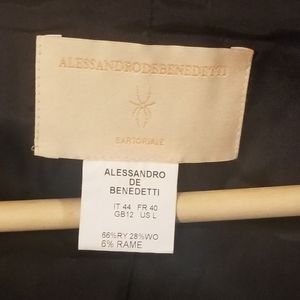 ALESSANDRODEBENEDETTI
SARTORIALE
ALESSANDRO
DE
BENEDETTI
IT 44 FR 40
GB12 US L
66%RY 28%WO
6% RAME